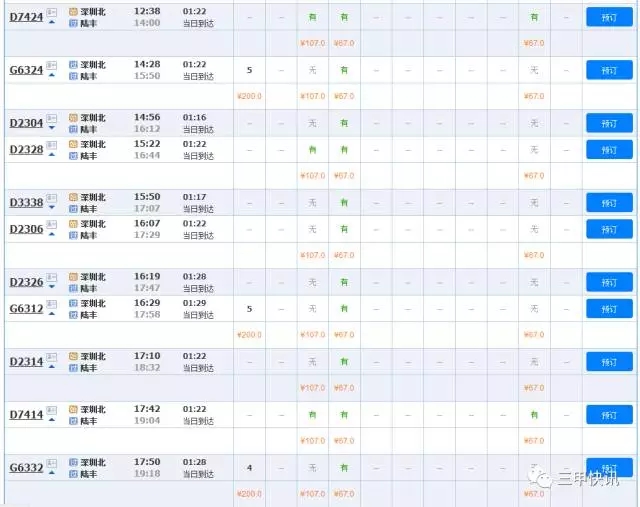 D7424 深圳北 12:38 01:22 -- -- 有 有 -- -- -- -- -- 有 -- 预订
陆丰 14:00 当日到达
¥107.0 ¥67.0 ¥67.0
G6324 过 深圳北 14:28 01:22 5 -- 无 有 -- -- -- -- -- 无 -- 预订
过 陆丰 15:50 当日到达
¥200.0 ¥107.0 ¥67.0 ¥67.0
D2304 深圳北 14:56 01:16 -- -- 无 有 -- -- -- -- -- 无 -- 预订
过 陆丰 16:12 当日到达
D2328 深圳北 15:22 01:22 -- -- 有 有 -- -- -- -- -- 无 -- 预订
过 陆丰 16:44 当日到达
¥107.0 ¥67.0 ¥67.0
D3338 深圳北 15:50 01:17 -- -- 无 有 -- -- -- -- -- 无 -- 预订
过 陆丰 17:07 当日到达
D2306 深圳北 16:07 01:22 -- -- 无 有 -- -- -- -- -- 无 -- 预订
过 陆丰 17:29 当日到达
¥107.0 ¥67.0 ¥67.0
D2326 深圳北 16:19 01:28 -- -- 无 有 -- -- -- -- -- 无 -- 预订
过 陆丰 17:47 当日到达
G6312 过 深圳北 16:29 01:29 5 -- 无 有 -- -- -- -- -- 无 -- 预订
过 陆丰 17:58 当日到达
¥200.0 ¥107.0 ¥67.0 ¥67.0
D2314 深圳北 17:10 01:22 -- -- 无 有 -- -- -- -- -- 无 -- 预订
过 陆丰 18:32 当日到达
¥107.0 ¥67.0 ¥67.0
D7414 深圳北 17:42 01:22 -- -- 有 有 -- -- -- -- -- 有 -- 预订
过 陆丰 19:04 当日到达
¥107.0 ¥67.0 ¥67.0
G6332 过 深圳北 17:50 01:28 4 -- 无 有 -- -- -- -- -- 无 -- 预订
过 陆丰 19:18 当日到达
三甲快讯
¥200.0 ¥107.0 ¥67.0 ¥67.0